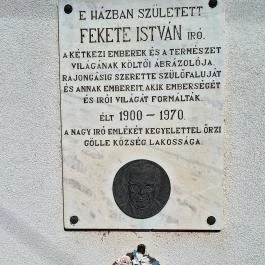 E HÁZBAN SZÜLETETT
FEKETE ISTVÁN IRÓ.
A KÉTKEZI EMBEREK ÉS A TERMÉSZET
VILÁGÁNAK KÖLTŐI ÁBRÁZOLÓJA.
RAJONGÁSIG SZERETTE SZÜLŐFALUJÁT
ÉS ANNAK EMBEREIT, AKIK EMBERSÉGÉT
ÉS IRÓI VILÁGÁT FORMÁLTÁK.
ÉLT 1900 – 1970.
A NAGY IRÓ EMLÉKÉT KEGYELETTEL ŐRZI
GÖLLE KÖZSÉG LAKOSSÁGA.